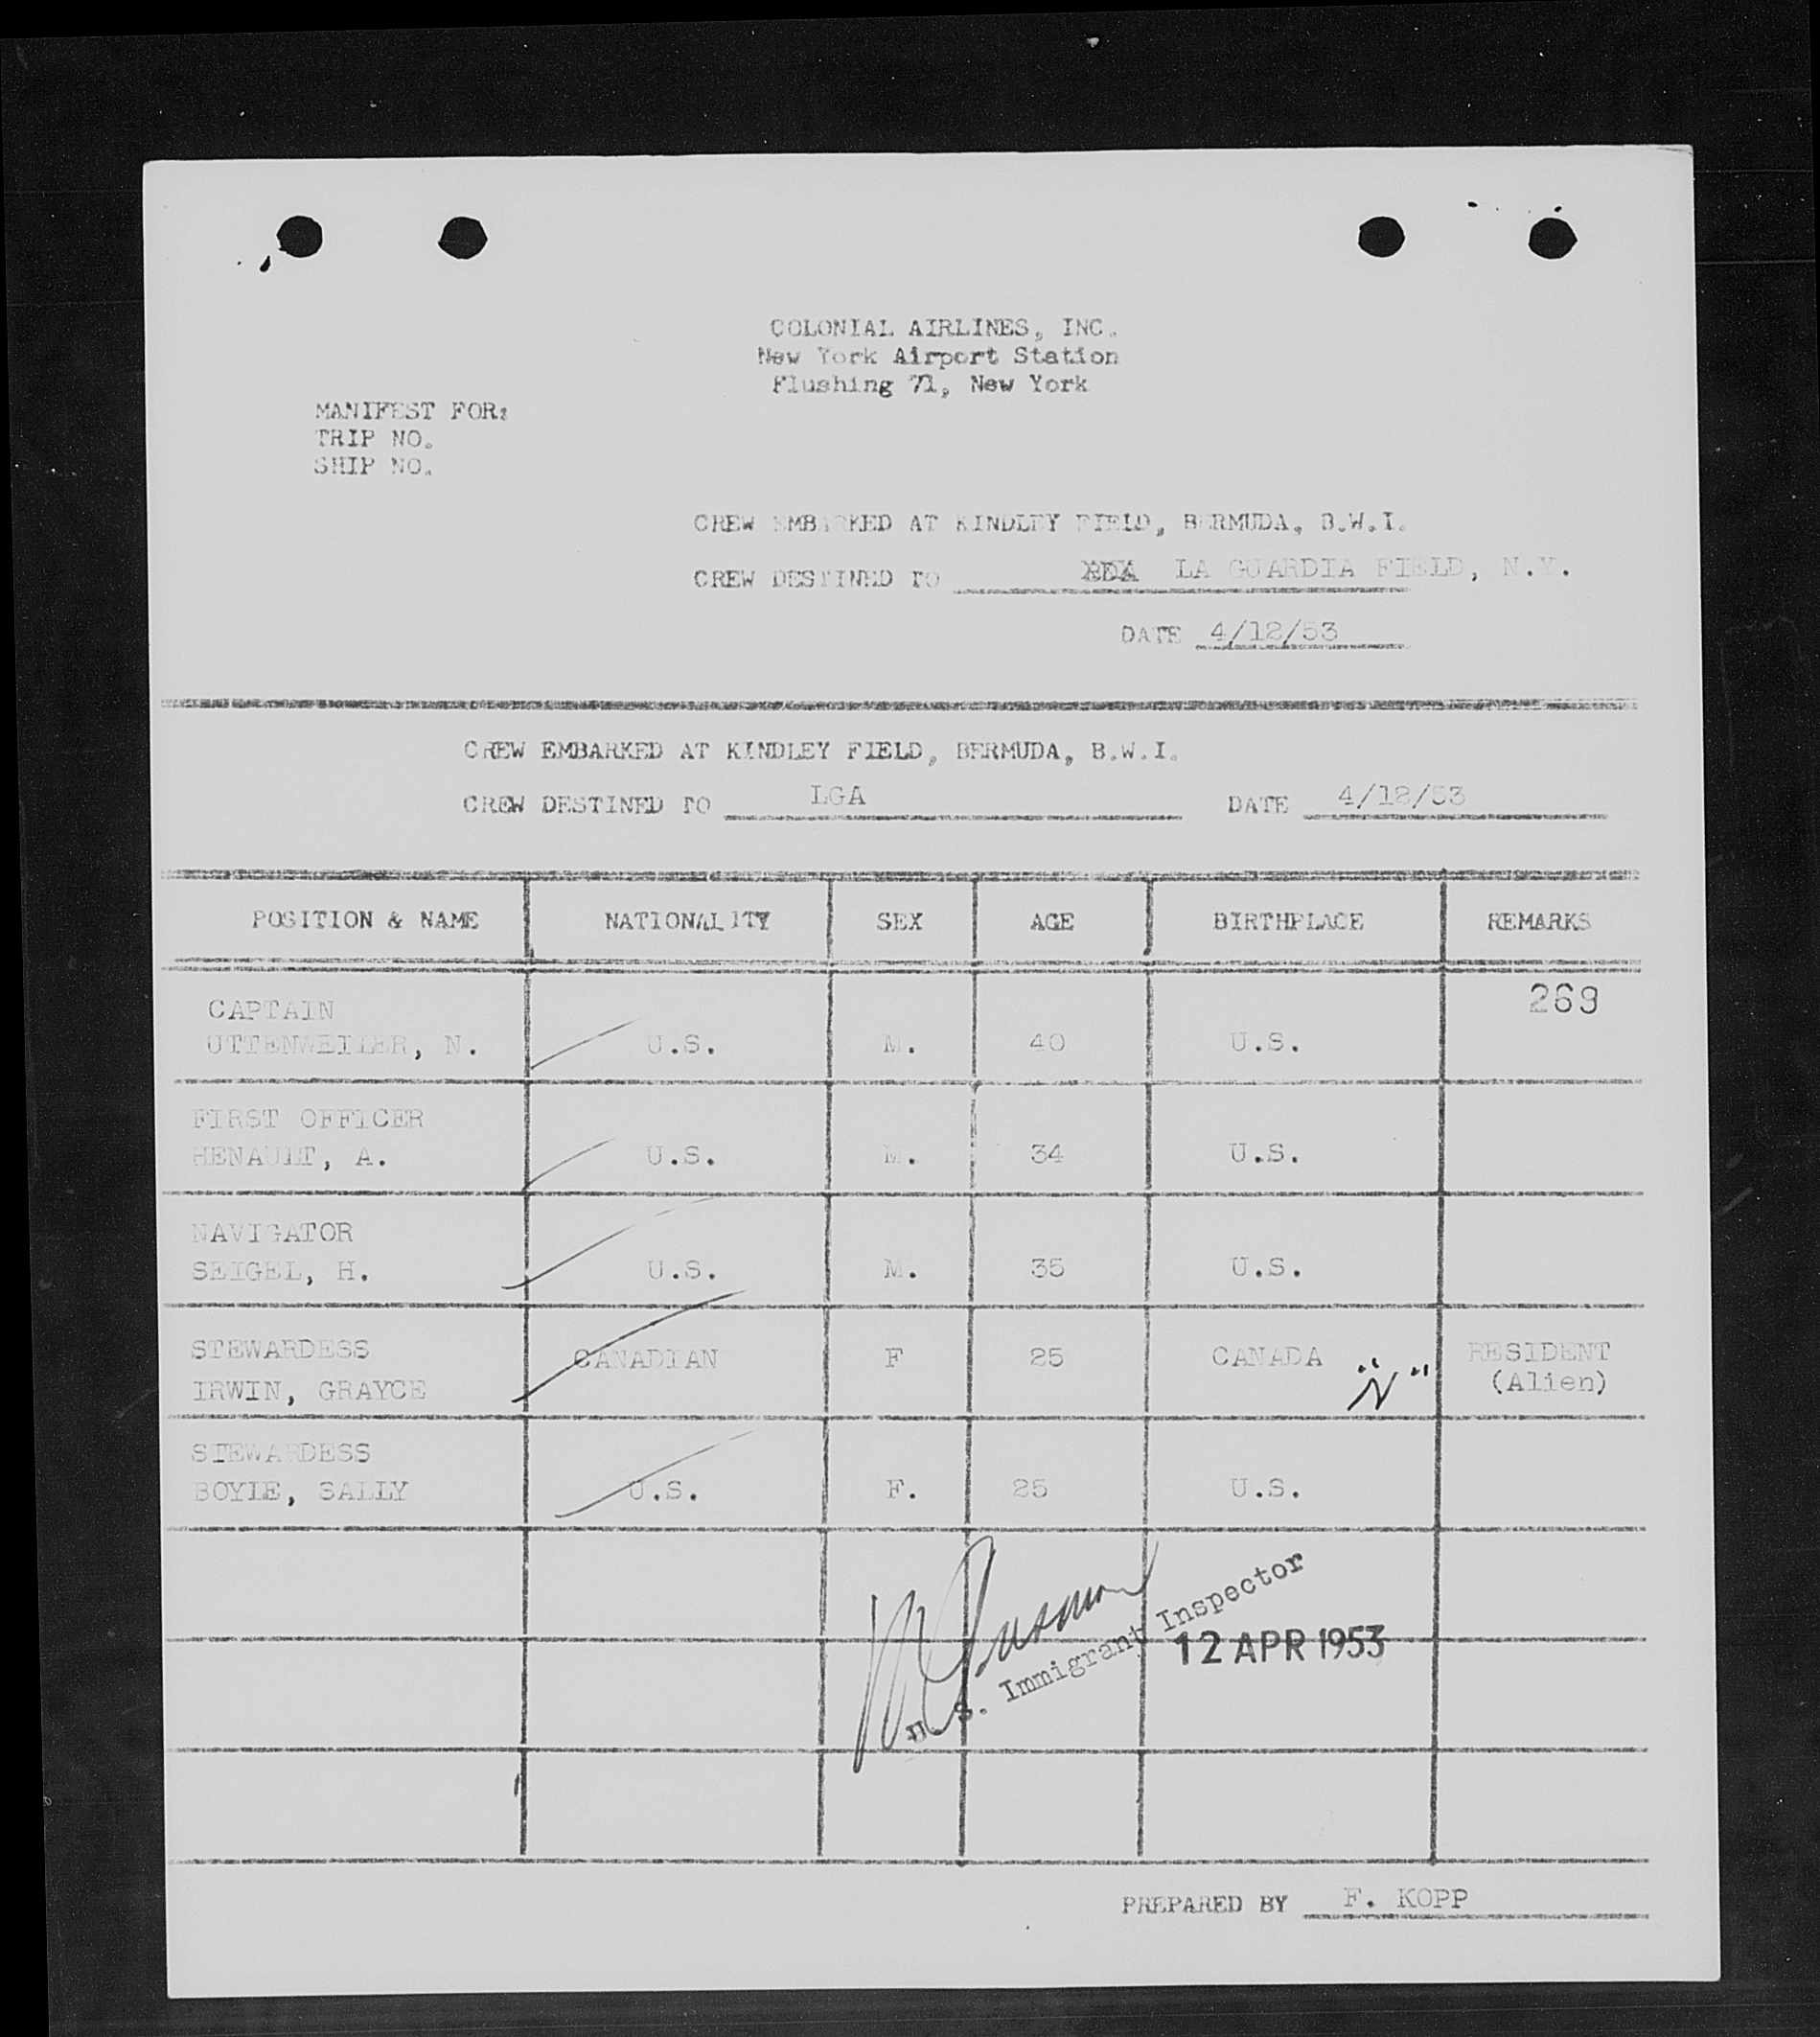 COLONIAL AIRLINES, INC.
New York Airport Station
Flushing 71, New York
MANIFEST FOR:
TRIP NO.
SHIP NO.
CREW EMBARKED AT KINDLEY FIELD, BERMUDA, B.W.I.
CREW DESTINED TO LA GUARDIA FIELD, N.Y.
DATE 4/12/53
CREW EMBARKED AT KINDLEY FIELD, BERMUDA, B.W.I.
CREW DESTINED TO LGA DATE 4/12/53
POSITION & NAME NATIONALITY SEX AGE BIRTHPLACE REMARKS
269
CAPTAIN
UTTENWEILER, N. U.S. M. 40 U.S.
FIRST OFFICER
HENAULT, A. U.S. M. 34 U.S.
NAVIGATOR
SEIGEL, H. U.S. M. 35 U.S.
STEWARDESS CANADIAN F 25 CANADA RESIDENT
IRWIN, GRAYCE "N" (Alien)
STEWARDESS
BOYLE, SALLY U.S. F. 25 U.S.
U. S. Immigrant Inspector
12 APR 1953
PREPARED BY F. KOPP